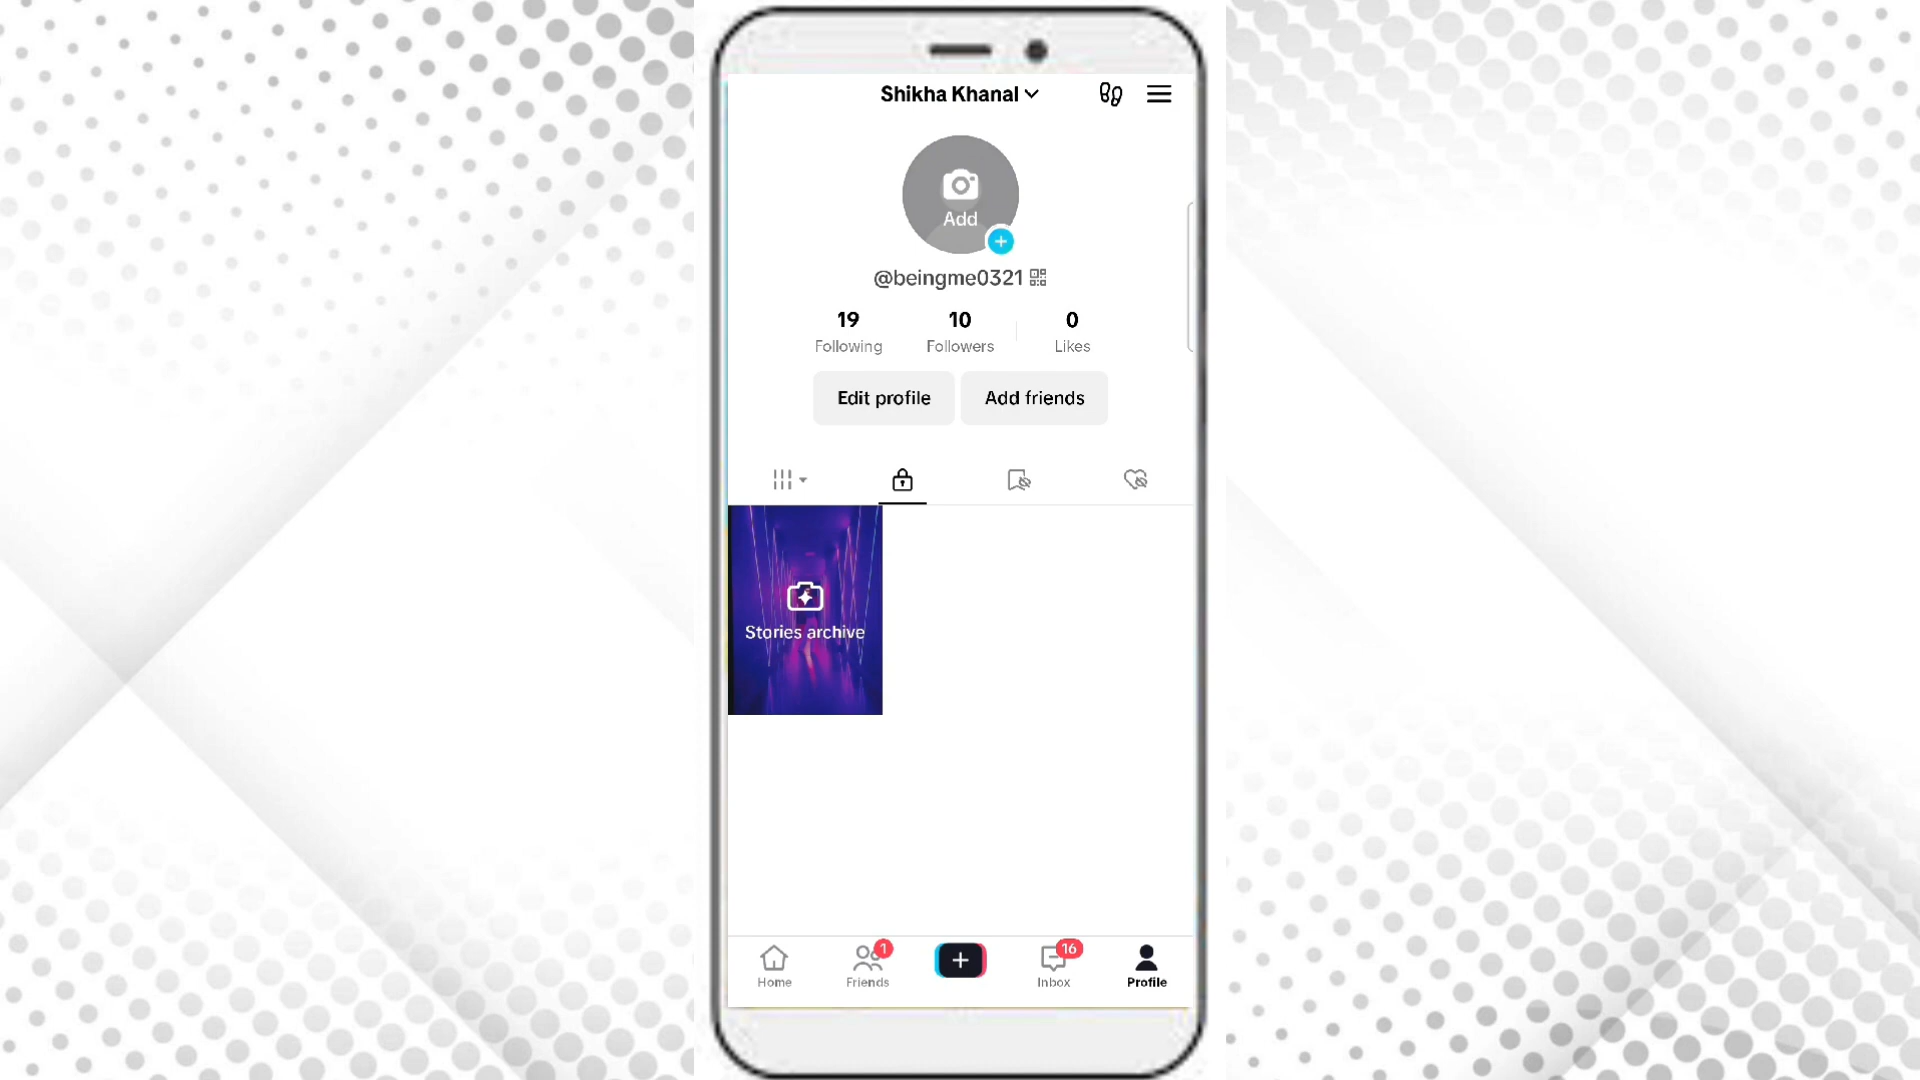 Shikha Khanal
Add
@beingme0321
19 10 0
Following Followers Likes
Edit profile Add friends
Stories archive
1 16
Home Friends Inbox Profile